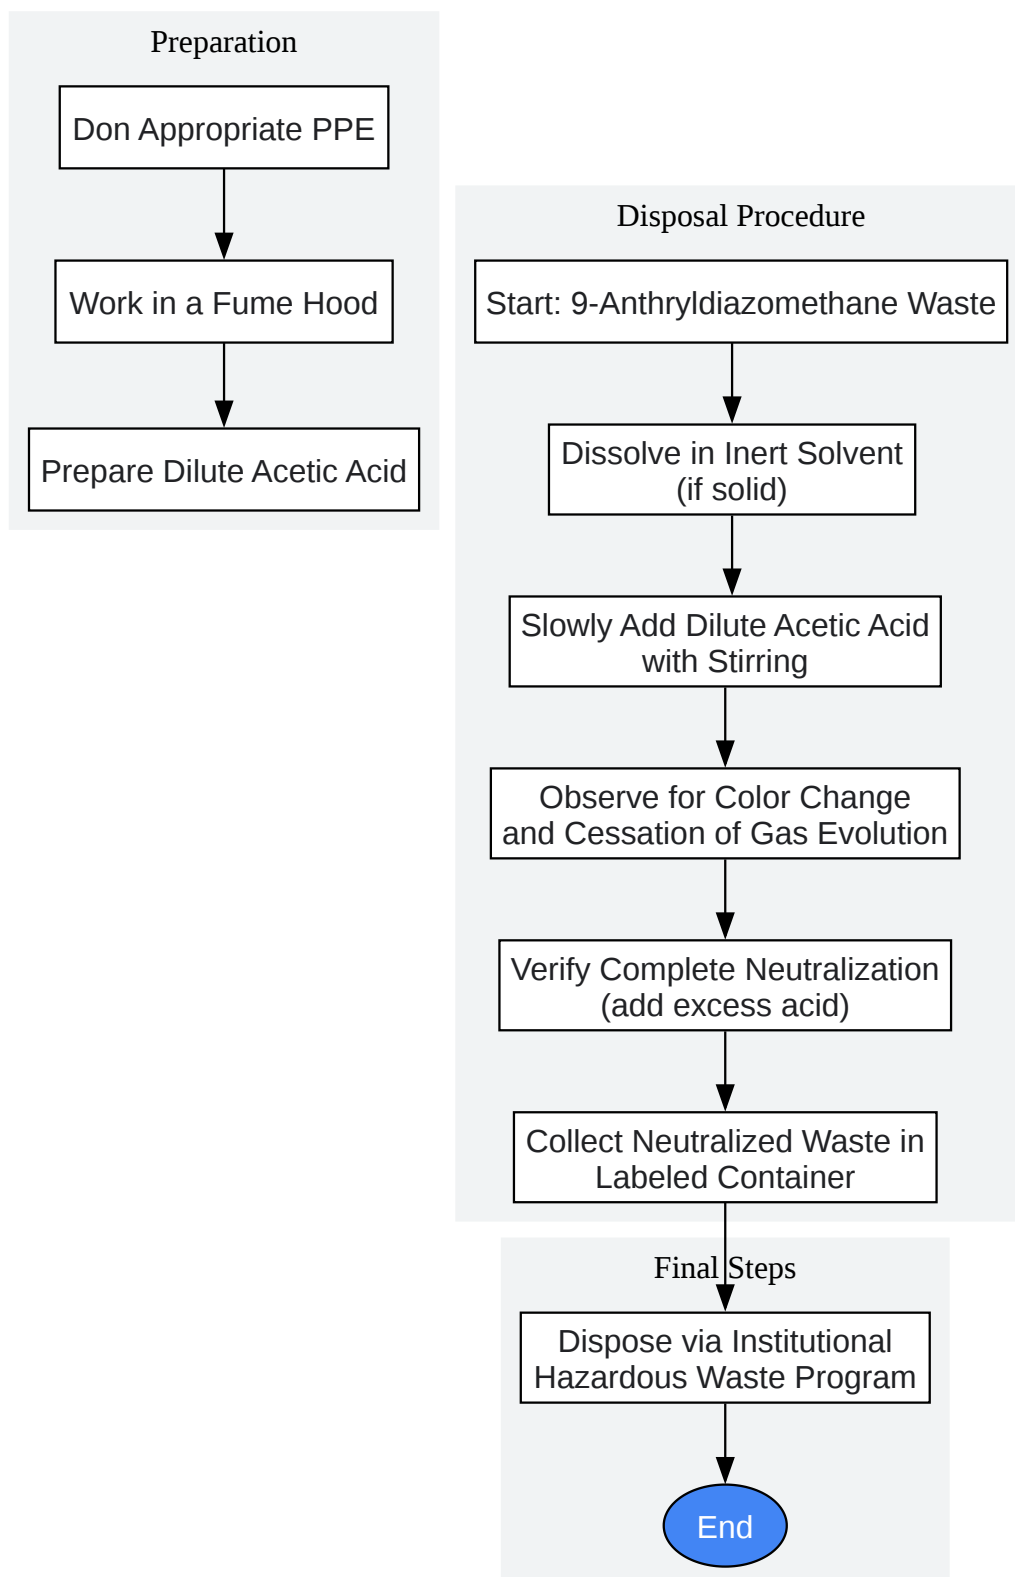 Preparation
Don Appropriate PPE
Work in a Fume Hood
Prepare Dilute Acetic Acid
Disposal Procedure
Start: 9-Anthryldiazomethane Waste
Dissolve in Inert Solvent
(if solid)
Slowly Add Dilute Acetic Acid
with Stirring
Observe for Color Change
and Cessation of Gas Evolution
Verify Complete Neutralization
(add excess acid)
Collect Neutralized Waste in
Labeled Container
Final Steps
Dispose via Institutional
Hazardous Waste Program
End